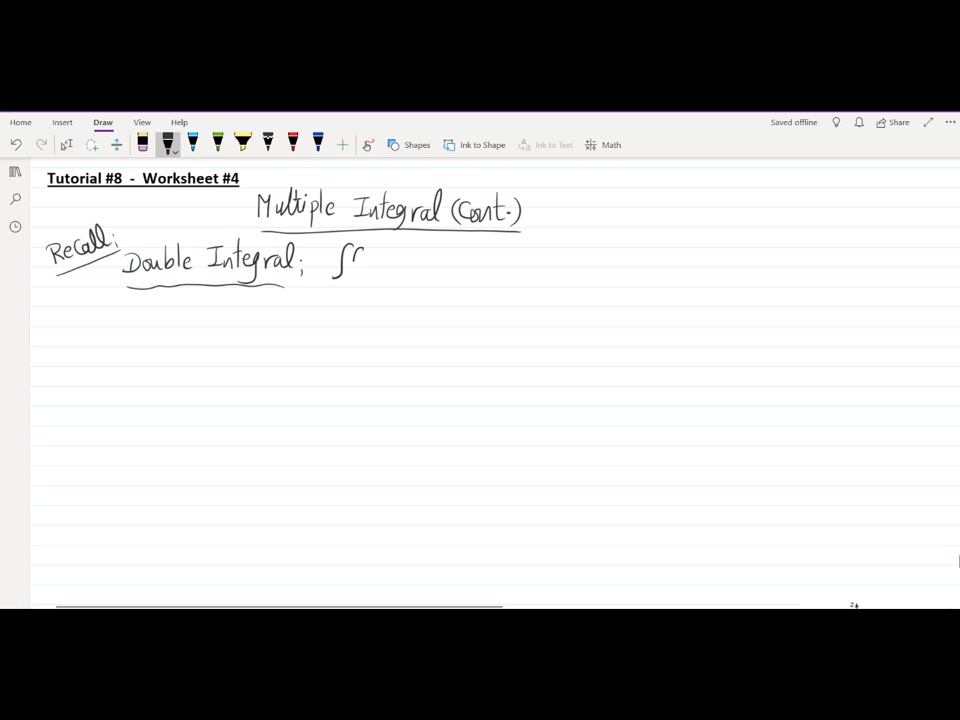 Home Insert Draw View Help Saved offline Share
Shapes Ink to Shape Ink to Text Math
Tutorial #8 - Worksheet #4
Multiple Integral (Cont.)
Recall:
Double Integral; ∫